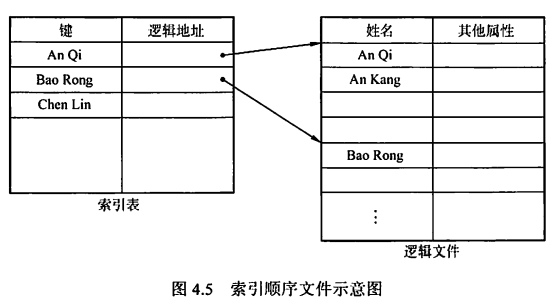 键 逻辑地址
An Qi
Bao Rong
Chen Lin
索引表
姓名 其他属性
An Qi
An Kang
Bao Rong
⋮
逻辑文件
图 4.5 索引顺序文件示意图